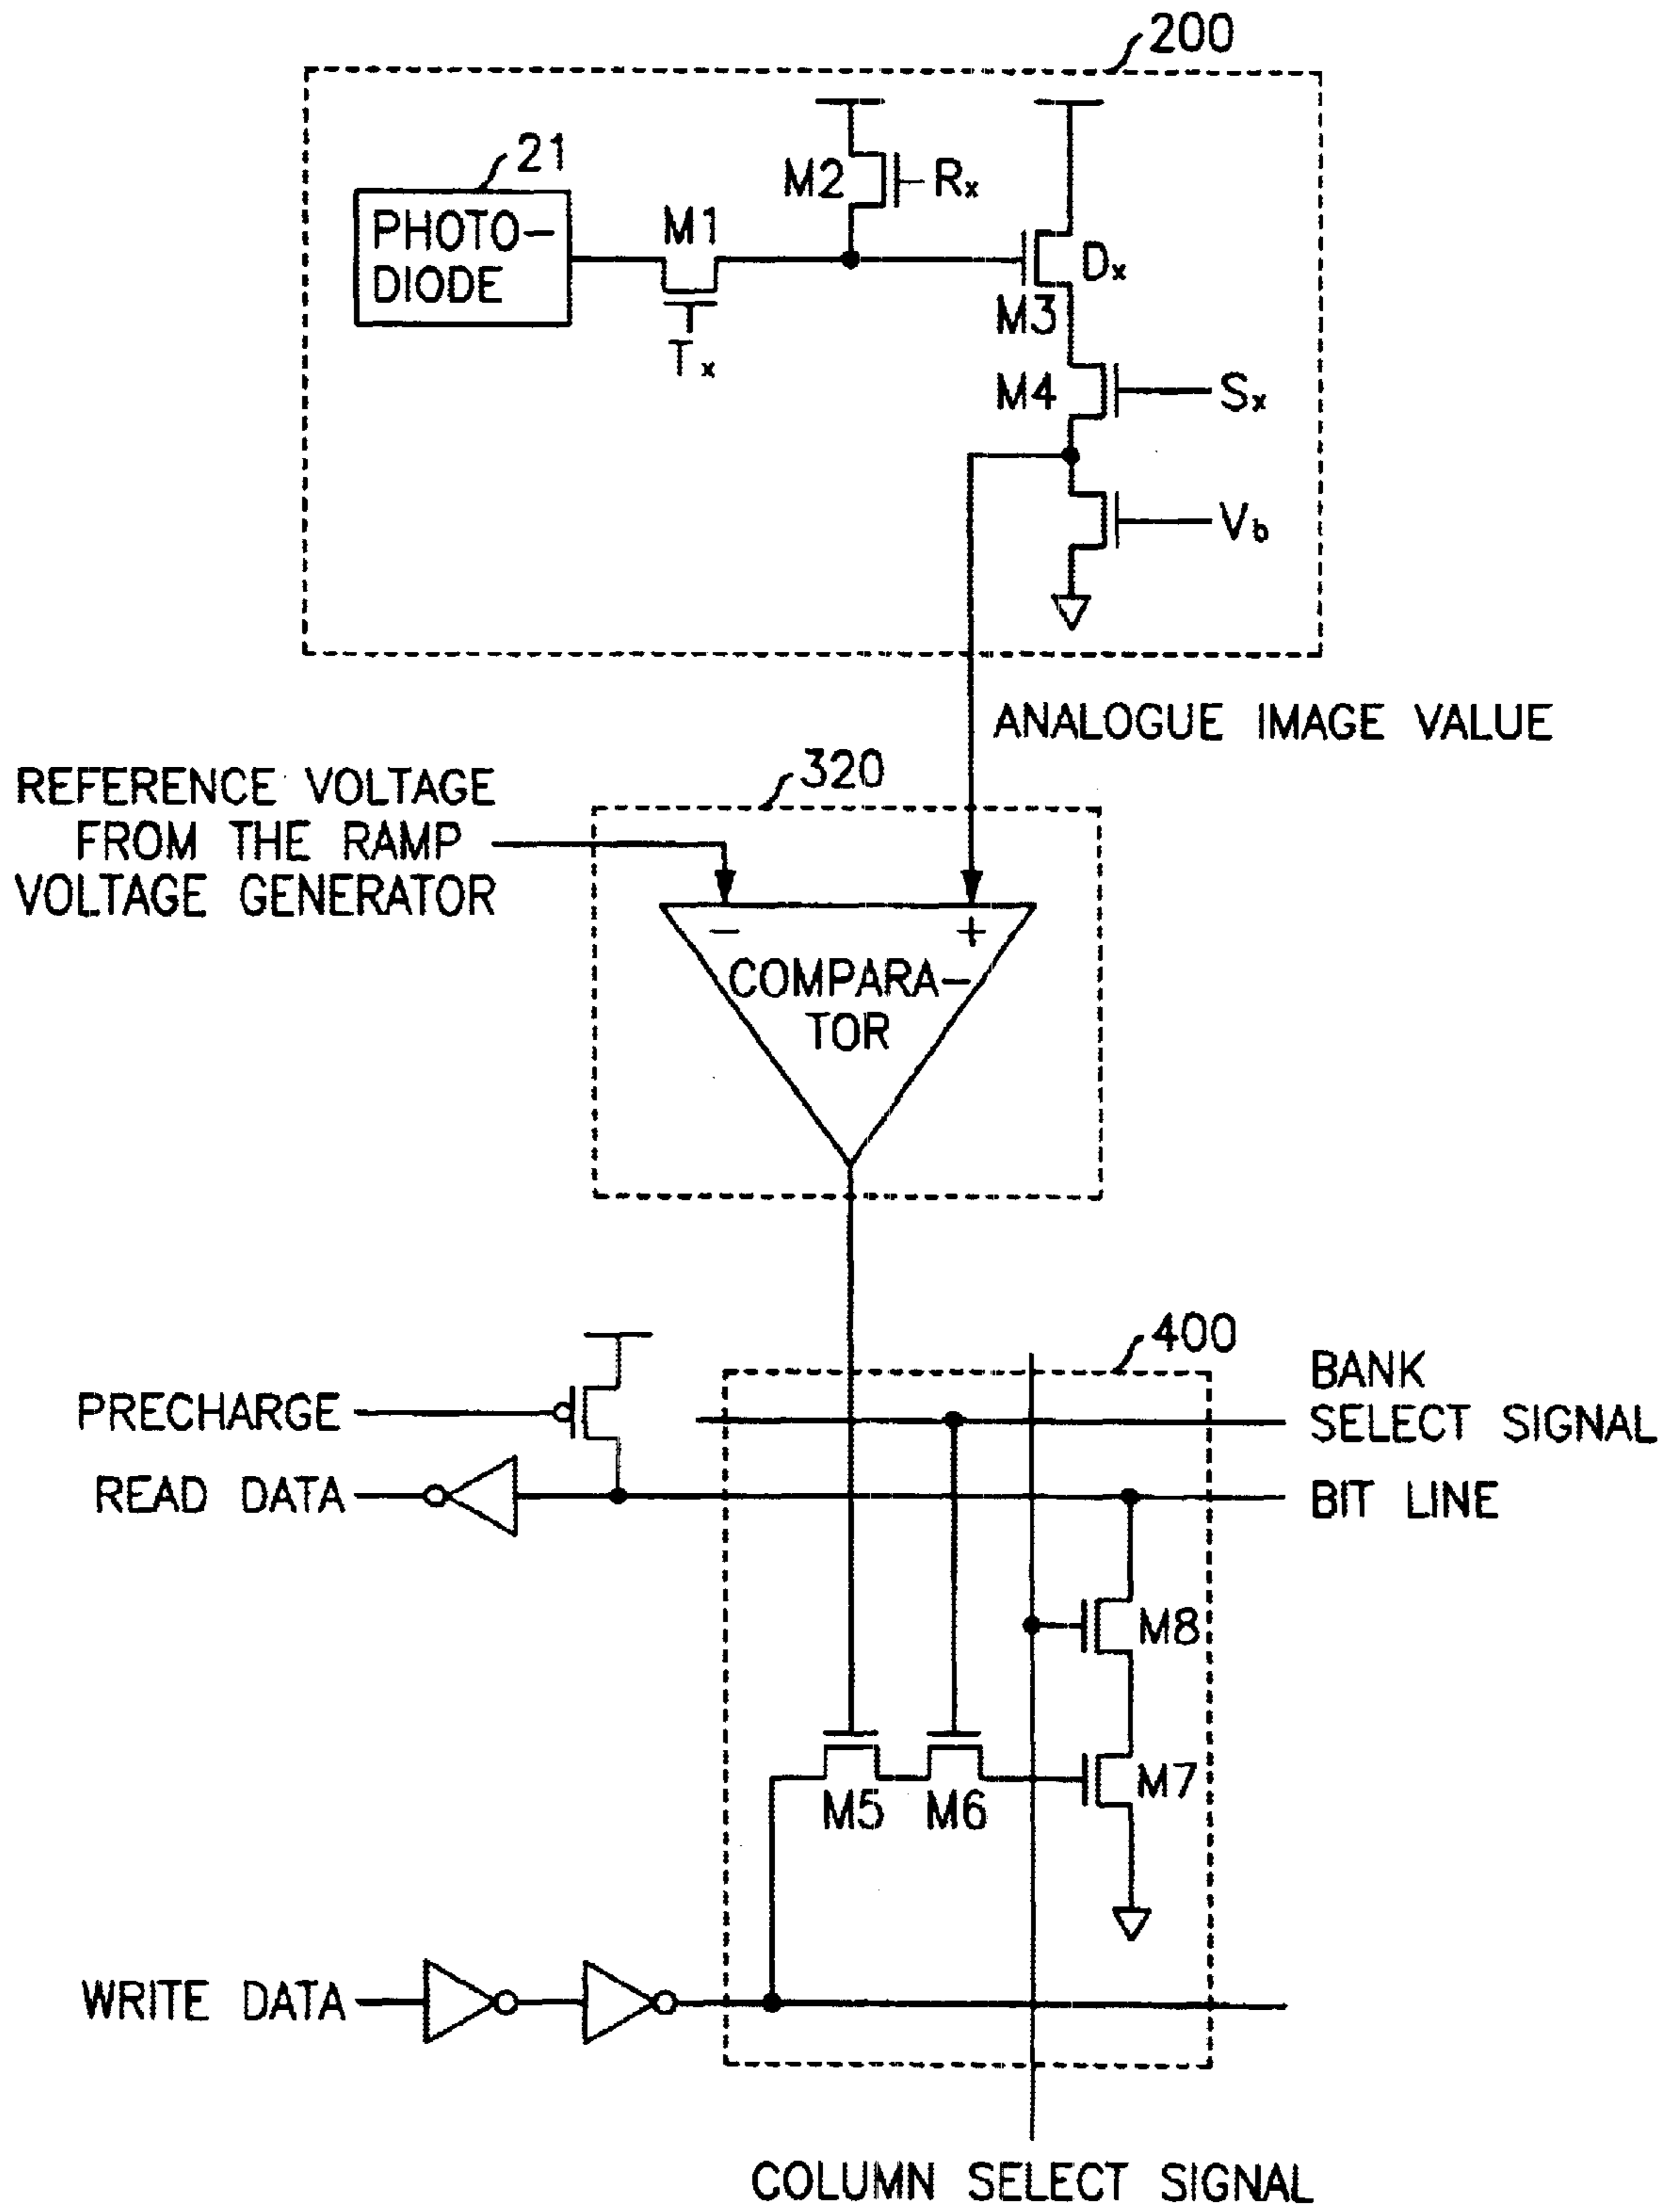 200
21
PHOTO-
DIODE
M1
Tx
M2
Rx
Dx
M3
M4
Sx
Vb
ANALOGUE IMAGE VALUE
REFERENCE VOLTAGE
FROM THE RAMP
VOLTAGE GENERATOR
320
- +
COMPARA-
TOR
400
PRECHARGE
BANK
SELECT SIGNAL
READ DATA
BIT LINE
M8
M5
M6
M7
WRITE DATA
COLUMN SELECT SIGNAL